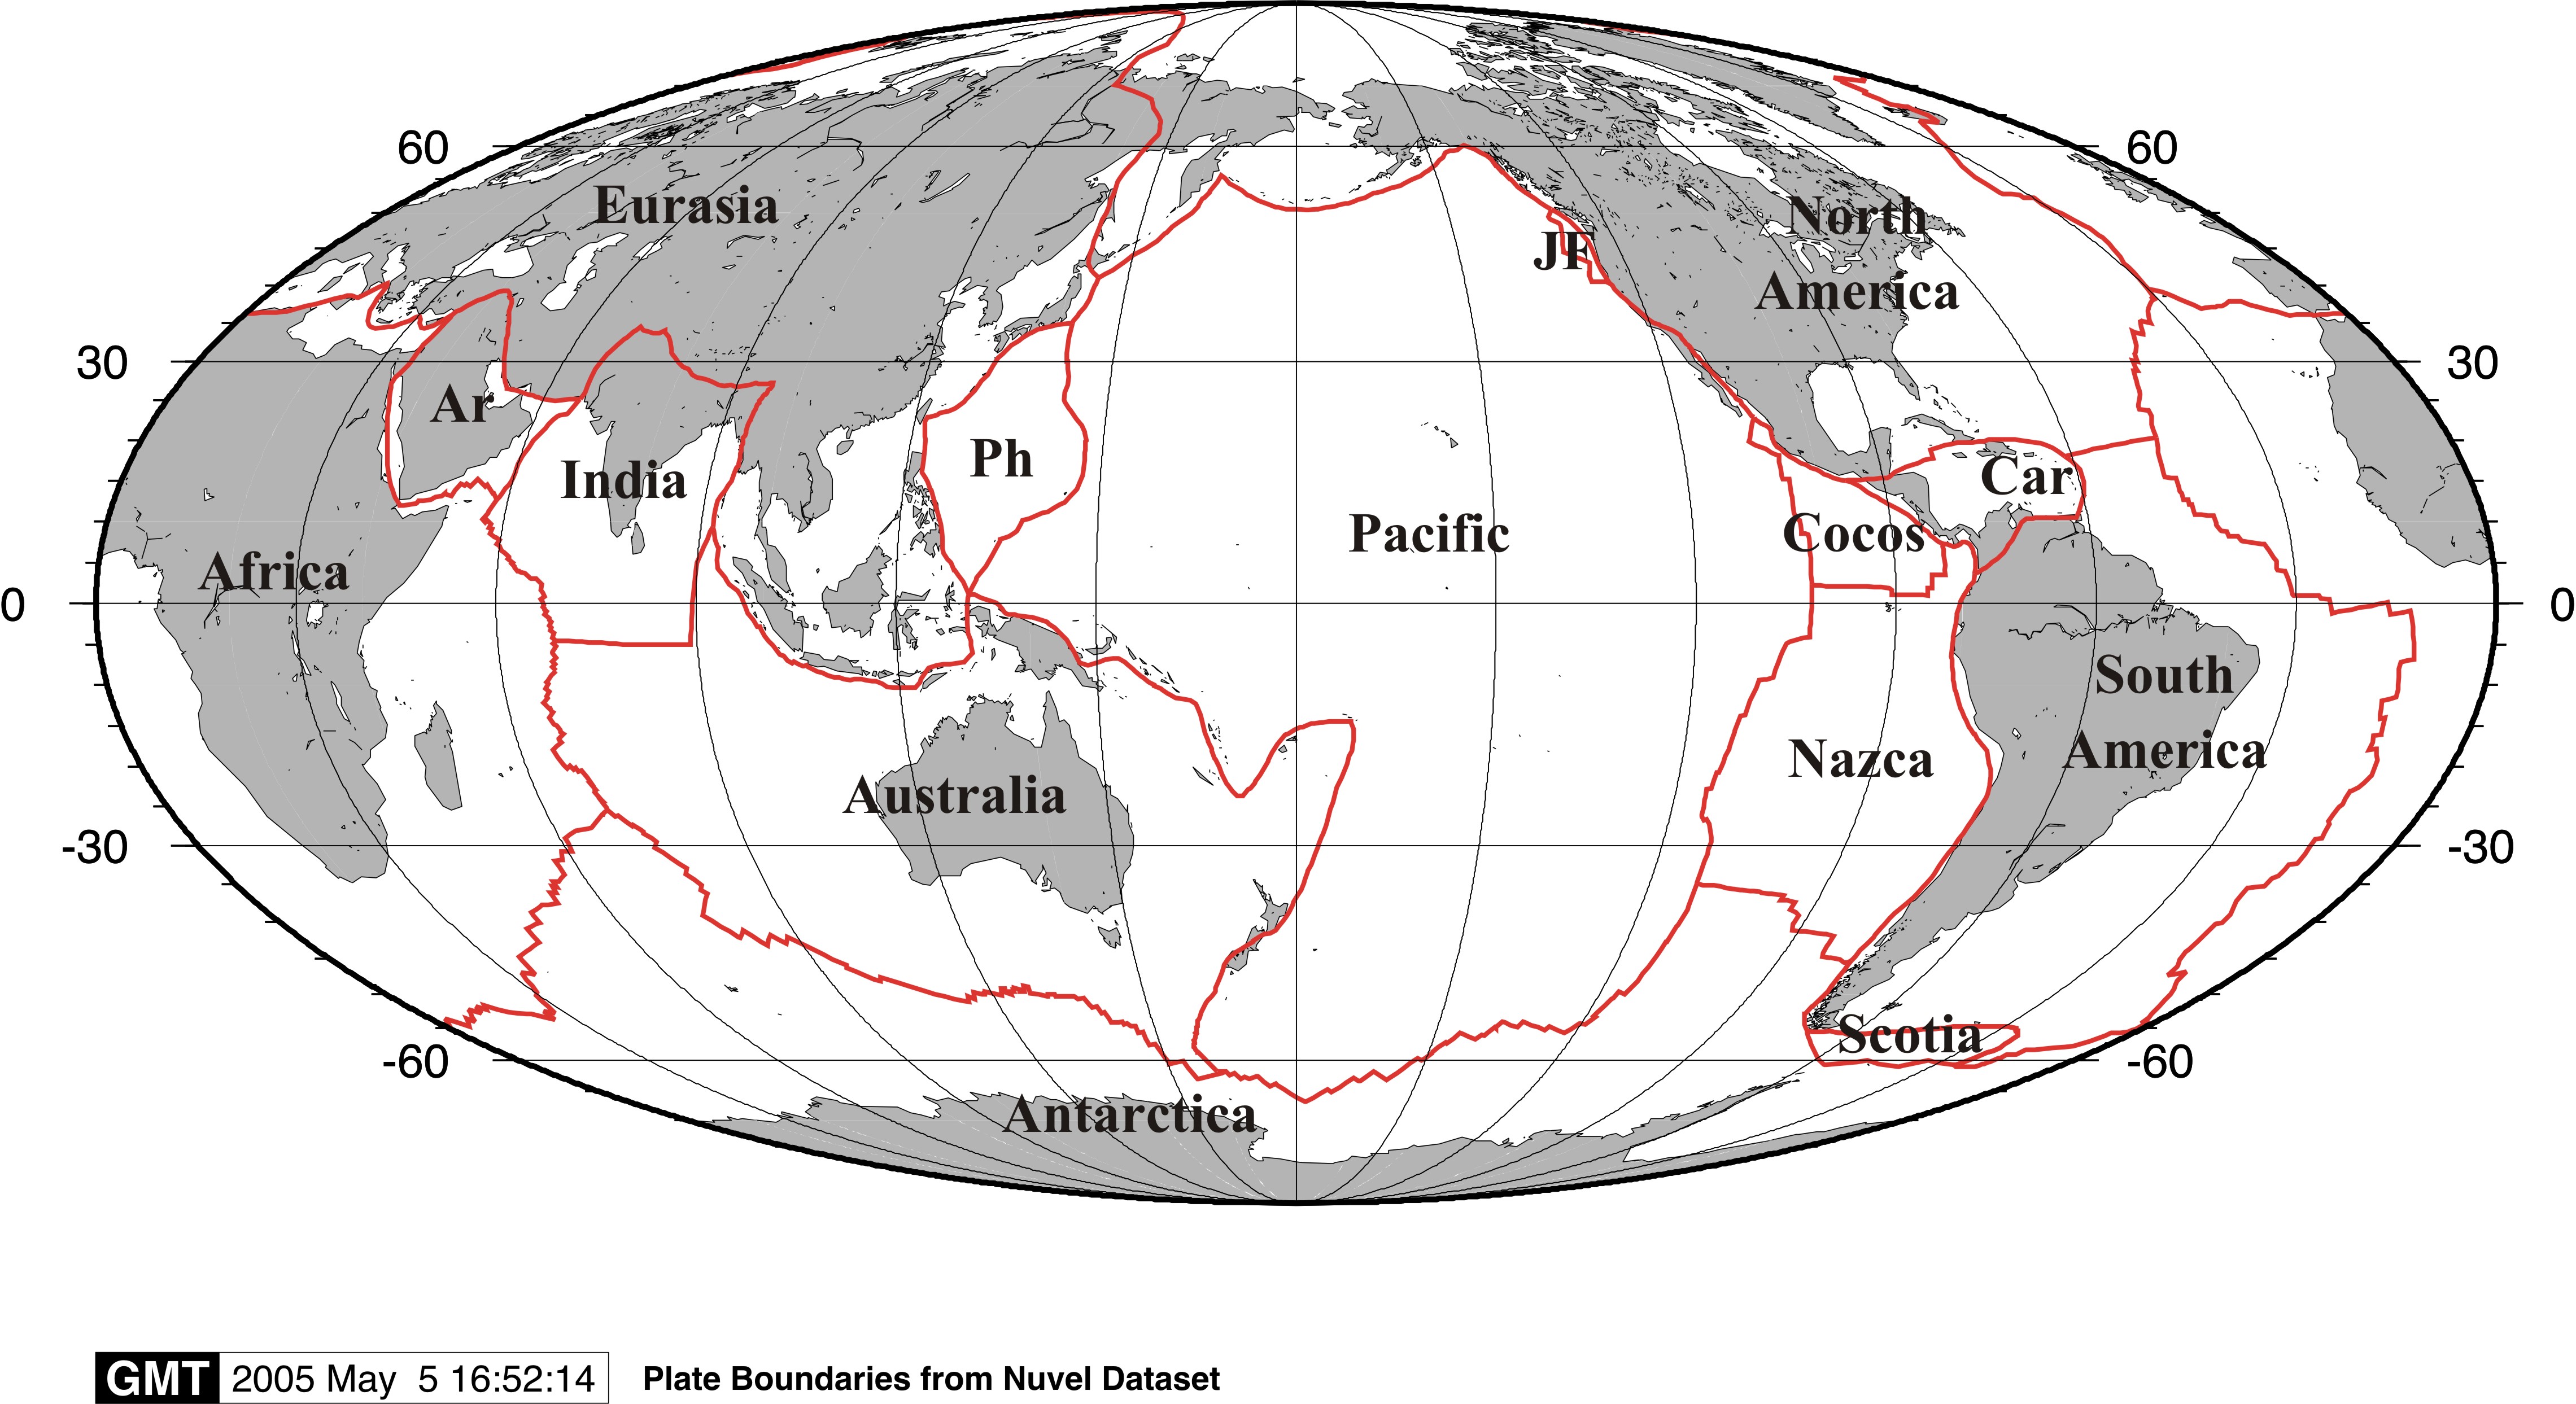 60
60
Eurasia
North
JF
America
30
30
Ar
Ph
India
Car
Pacific
Cocos
Africa
0
0
South
America
Nazca
Australia
-30
-30
Scotia
-60
-60
Antarctica
GMT 2005 May 5 16:52:14 Plate Boundaries from Nuvel Dataset